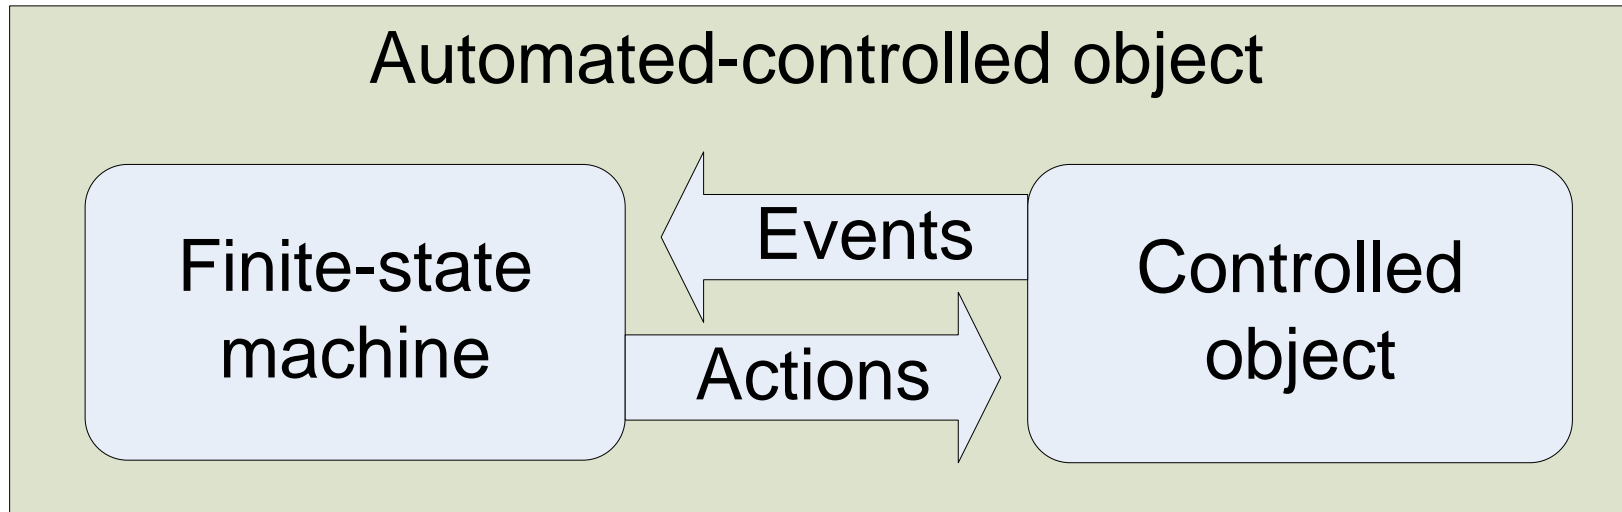 Automated-controlled object
Finite-state
machine
Events
Actions
Controlled
object